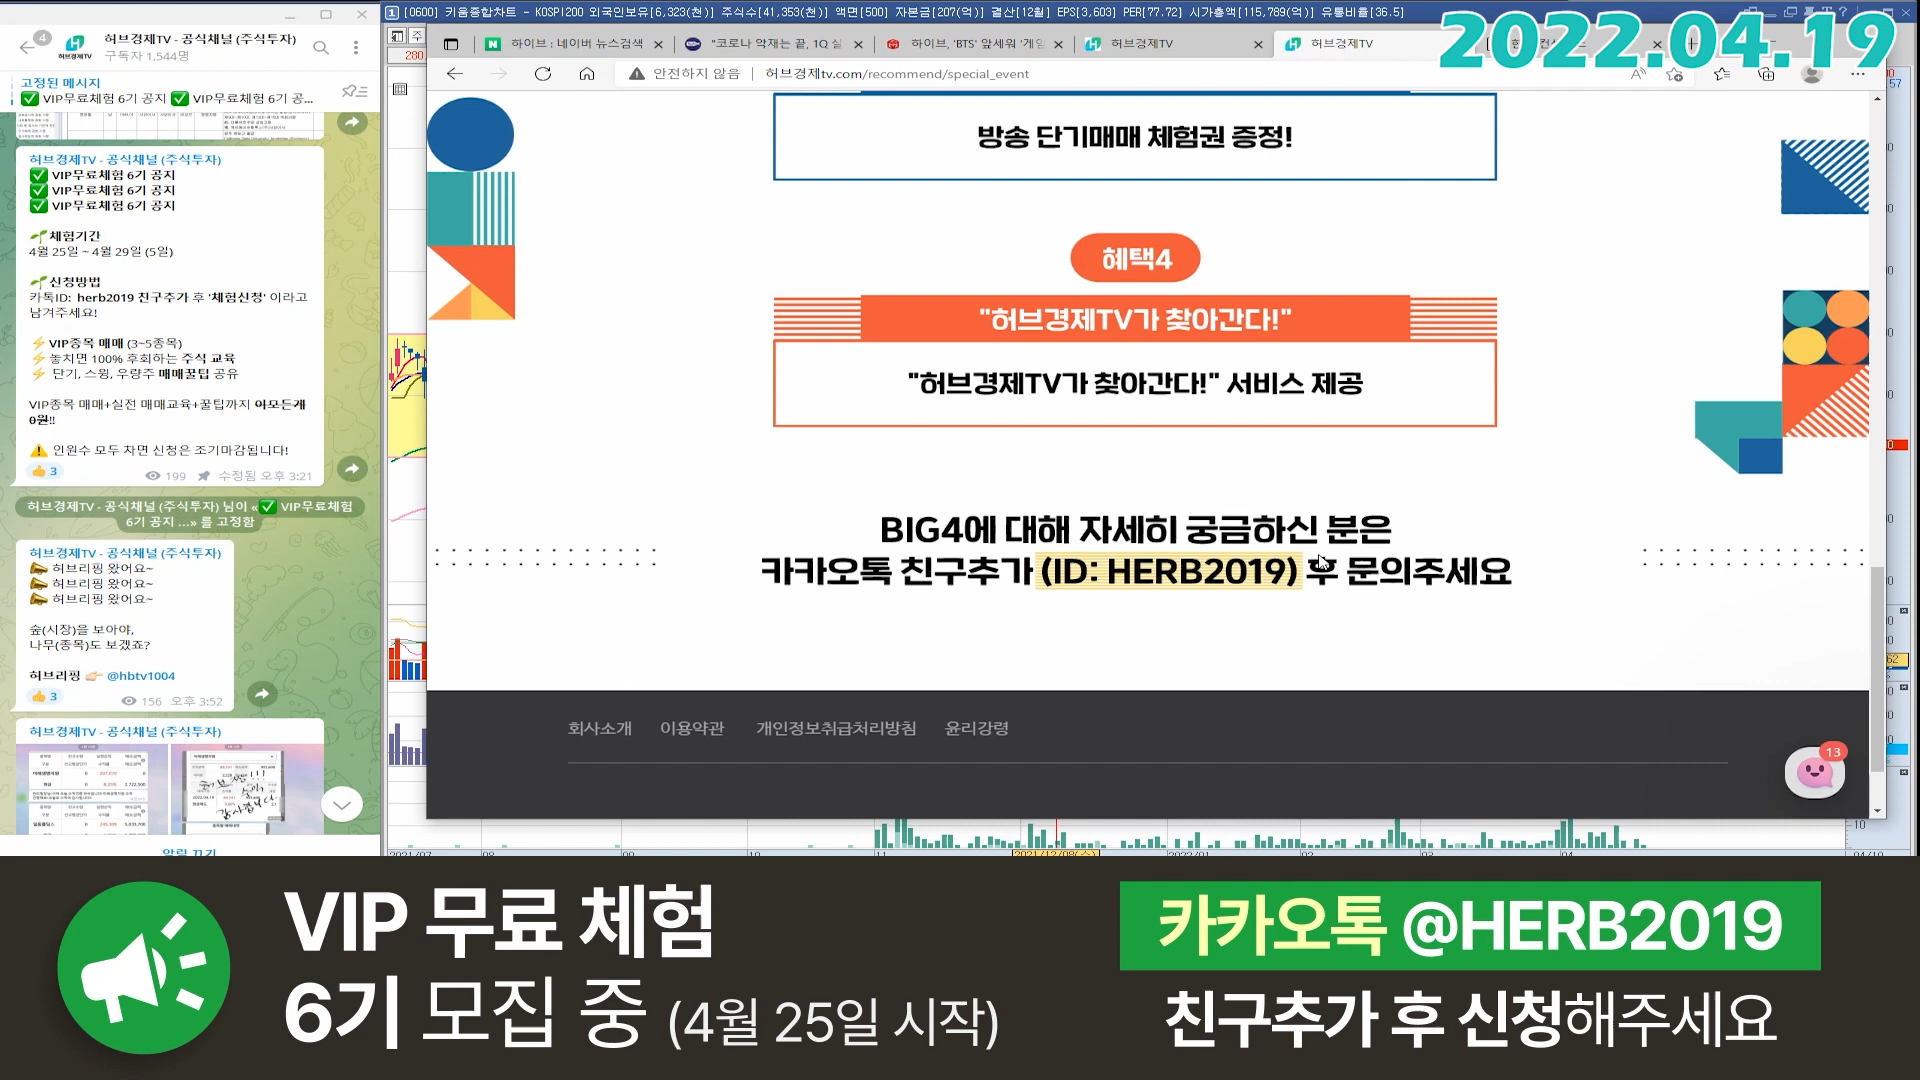 [0600] 키움종합차트 - KOSPI200 외국인보유[6,323(천)] 주식수[41,353(천)] 액면[500] 자본금[207(억)] 결산[12월] EPS[3,603] PER[77.72] 시가총액[115,789(억)] 유통비율[36.5]
2022.04.19
4
허브경제TV
허브경제TV - 공식채널 (주식투자)
구독자 1,544명
고정된 메시지
✅ VIP무료체험 6기 공지 ✅ VIP무료체험 6기 공...
허브경제TV - 공식채널 (주식투자)
✅ VIP무료체험 6기 공지
✅ VIP무료체험 6기 공지
✅ VIP무료체험 6기 공지
🌱체험기간
4월 25일 ~ 4월 29일 (5일)
🌱신청방법
카톡ID: herb2019 친구추가 후 '체험신청' 이라고
남겨주세요!
⚡ VIP종목 매매 (3~5종목)
⚡ 놓치면 100% 후회하는 주식 교육
⚡ 단기, 스윙, 우량주 매매꿀팁 공유
VIP종목 매매+실전 매매교육+꿀팁까지 이모든게
0원!!
⚠️ 인원수 모두 차면 신청은 조기마감됩니다!
👍 3
199 수정됨 오후 3:21
허브경제TV - 공식채널 (주식투자) 님이 «✅ VIP무료체험
6기 공지 ...» 를 고정함
허브경제TV - 공식채널 (주식투자)
📣 허브리핑 왔어요~
📣 허브리핑 왔어요~
📣 허브리핑 왔어요~
숲(시장)을 보아야,
나무(종목)도 보겠죠?
허브리핑 👉 @hbtv1004
👍 3
156 오후 3:52
허브경제TV - 공식채널 (주식투자)
알림 끄기
하이브 : 네이버 뉴스검색
"코로나 악재는 끝, 1Q 실
하이브, 'BTS' 앞세워 '게임
허브경제TV
허브경제TV
안전하지 않음
허브경제tv.com/recommend/special_event
방송 단기매매 체험권 증정!
혜택4
"허브경제TV가 찾아간다!"
"허브경제TV가 찾아간다!" 서비스 제공
BIG4에 대해 자세히 궁금하신 분은
카카오톡 친구추가 (ID: HERB2019) 후 문의주세요
회사소개
이용약관
개인정보취급처리방침
윤리강령
13
VIP 무료 체험
6기 모집 중 (4월 25일 시작)
카카오톡 @HERB2019
친구추가 후 신청해주세요